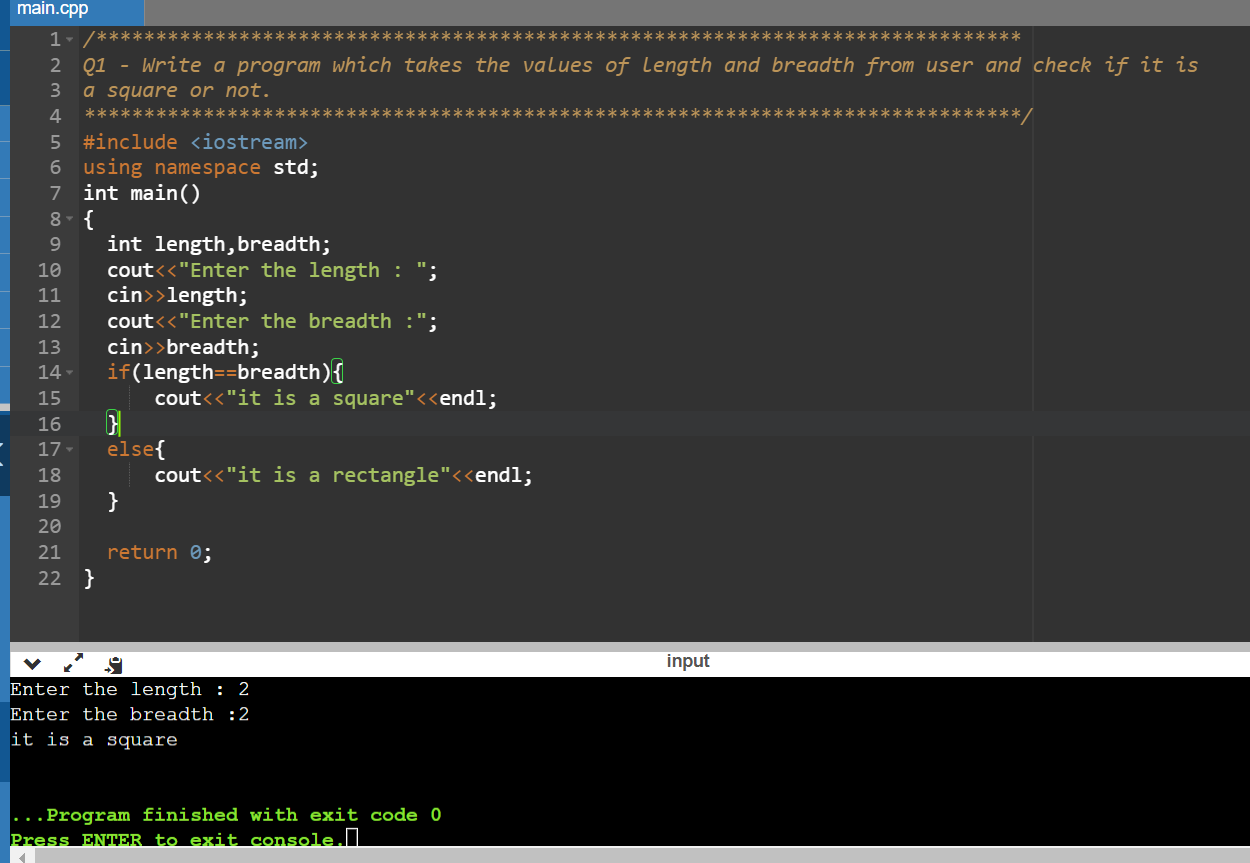 main.cpp
1 /******************************************************************************
2 Q1 - Write a program which takes the values of length and breadth from user and check if it is
3 a square or not.
4 *******************************************************************************/
5 #include <iostream>
6 using namespace std;
7 int main()
8 {
9 int length,breadth;
10 cout<<"Enter the length : ";
11 cin>>length;
12 cout<<"Enter the breadth :";
13 cin>>breadth;
14 if(length==breadth){
15 cout<<"it is a square"<<endl;
16 }
17 else{
18 cout<<"it is a rectangle"<<endl;
19 }
20
21 return 0;
22 }
input
Enter the length : 2
Enter the breadth :2
it is a square
...Program finished with exit code 0
Press ENTER to exit console.